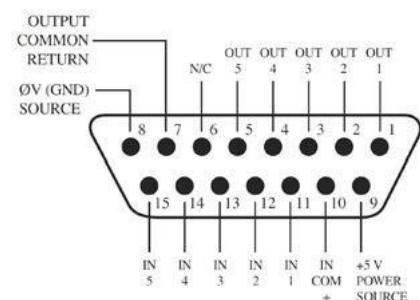 OUTPUT
COMMON
RETURN
ØV (GND)
SOURCE
N/C
OUT OUT OUT OUT OUT
5 4 3 2 1
8 7 6 5 4 3 2 1
15 14 13 12 11 10 9
IN IN IN IN IN IN +5 V
5 4 3 2 1 COM POWER
+ SOURCE